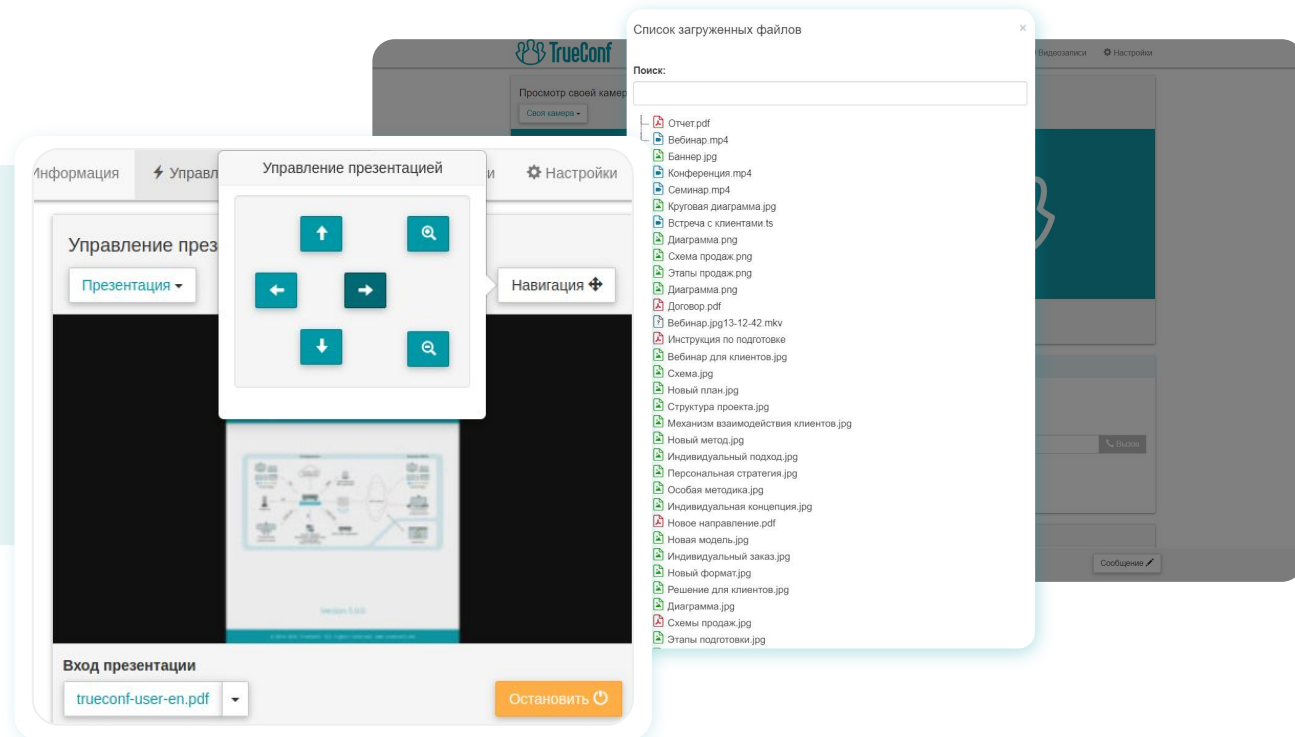 TrueConf
Видеозаписи
Настройки
Просмотр своей камер
Своя камера
Вызов
Сообщение
Список загруженных файлов
×
Поиск:
Отчет.pdf
Вебинар.mp4
Баннер.jpg
Конференция.mp4
Семинар.mp4
Круговая диаграмма.jpg
Встреча с клиентами.ts
Диаграмма.png
Схема продаж.png
Этапы продаж.png
Диаграмма.png
Договор.pdf
Вебинар.jpg13-12-42.mkv
Инструкция по подготовке
Вебинар для клиентов.jpg
Схема.jpg
Новый план.jpg
Структура проекта.jpg
Механизм взаимодействия клиентов.jpg
Новый метод.jpg
Индивидуальный подход.jpg
Персональная стратегия.jpg
Особая методика.jpg
Индивидуальная концепция.jpg
Новое направление.pdf
Новая модель.jpg
Индивидуальный заказ.jpg
Новый формат.jpg
Решение для клиентов.jpg
Диаграмма.jpg
Схемы продаж.jpg
Этапы подготовки.jpg
Информация
Управл
и
Настройки
Управление презентацией
Управление през
Презентация
Навигация
Version 5.0.0
Вход презентации
trueconf-user-en.pdf
Остановить